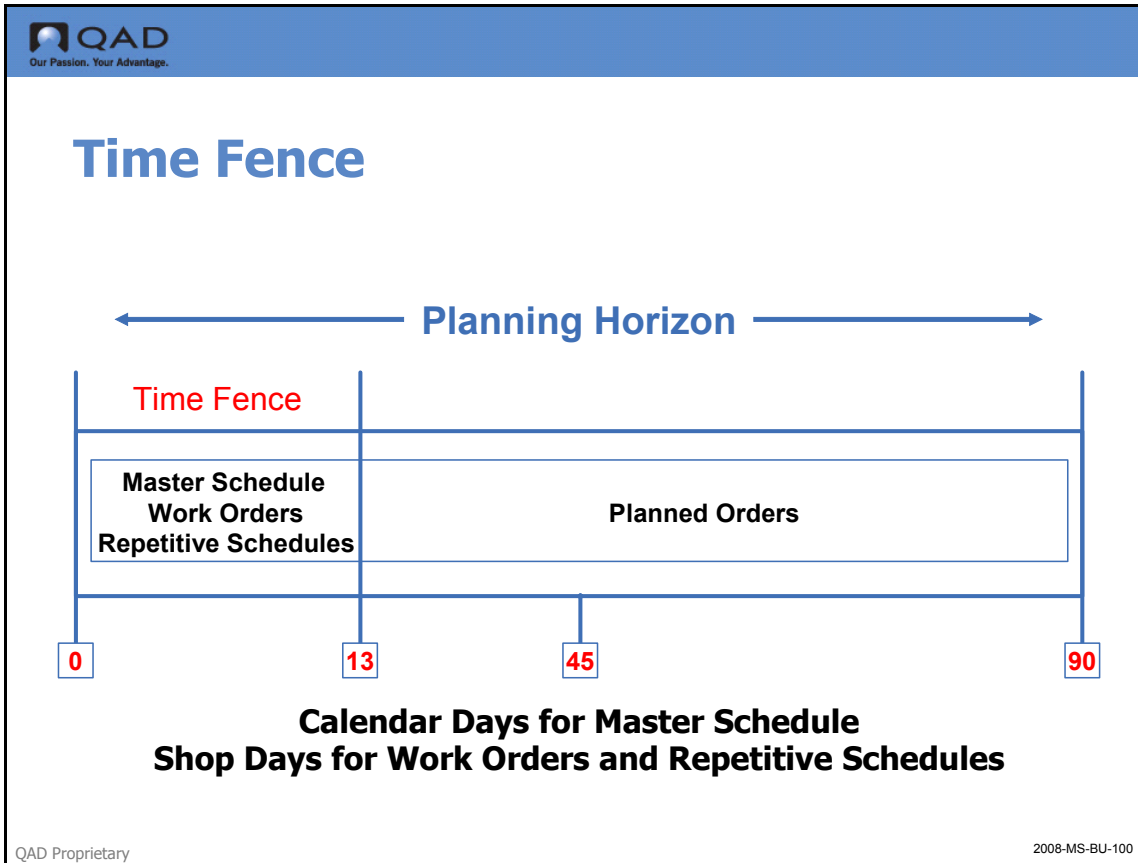 QAD
Our Passion. Your Advantage.
Time Fence
Planning Horizon
Time Fence
Master Schedule
Work Orders
Repetitive Schedules
Planned Orders
0 13 45 90
Calendar Days for Master Schedule
Shop Days for Work Orders and Repetitive Schedules
QAD Proprietary
2008-MS-BU-100